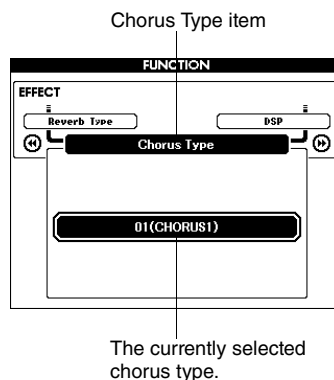 Chorus Type item
FUNCTION
EFFECT
Reverb Type
DSP
Chorus Type
01(CHORUS1)
The currently selected
chorus type.